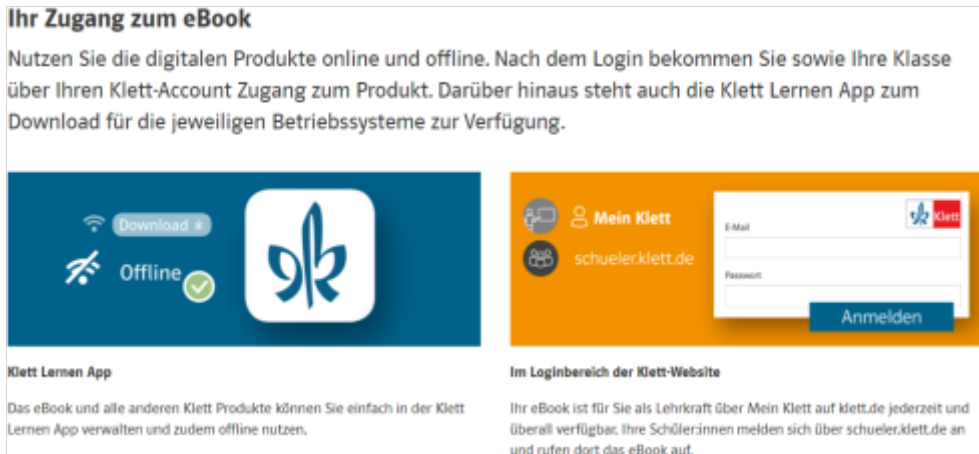 Ihr Zugang zum eBook
Nutzen Sie die digitalen Produkte online und offline. Nach dem Login bekommen Sie sowie Ihre Klasse
über Ihren Klett-Account Zugang zum Produkt. Darüber hinaus steht auch die Klett Lernen App zum
Download für die jeweiligen Betriebssysteme zur Verfügung.
Download
Offline
Mein Klett
schueler.klett.de
Klett
E-Mail
Passwort
Anmelden
Klett Lernen App
Das eBook und alle anderen Klett Produkte können Sie einfach in der Klett
Lernen App verwalten und zudem offline nutzen.
Im Loginbereich der Klett-Website
Ihr eBook ist für Sie als Lehrkraft über Mein Klett auf klett.de jederzeit und
überall verfügbar. Ihre Schüler:innen melden sich über schueler.klett.de an
und rufen dort das eBook auf.